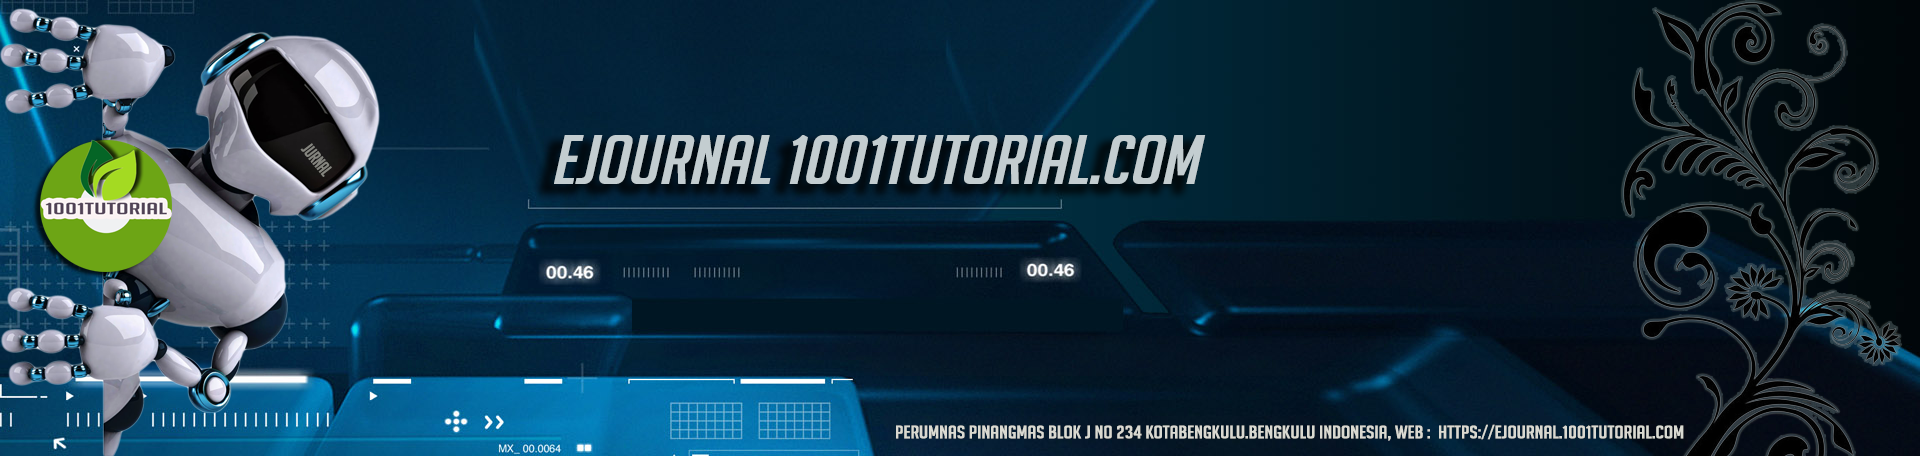 JURNAL
1001TUTORIAL
EJOURNAL 1001TUTORIAL.COM
00.46
00.46
MX_ 00.0064
PERUMNAS PINANGMAS BLOK J NO 234 KOTABENGKULU.BENGKULU INDONESIA, WEB : HTTPS://EJOURNAL.1001TUTORIAL.COM